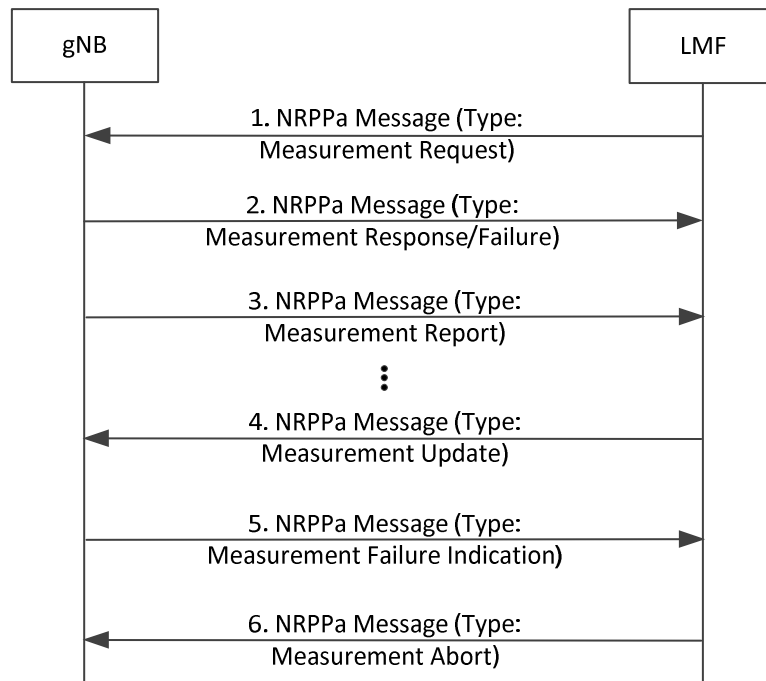 gNB
LMF
1. NRPPa Message (Type:
Measurement Request)
2. NRPPa Message (Type:
Measurement Response/Failure)
3. NRPPa Message (Type:
Measurement Report)
4. NRPPa Message (Type:
Measurement Update)
5. NRPPa Message (Type:
Measurement Failure Indication)
6. NRPPa Message (Type:
Measurement Abort)